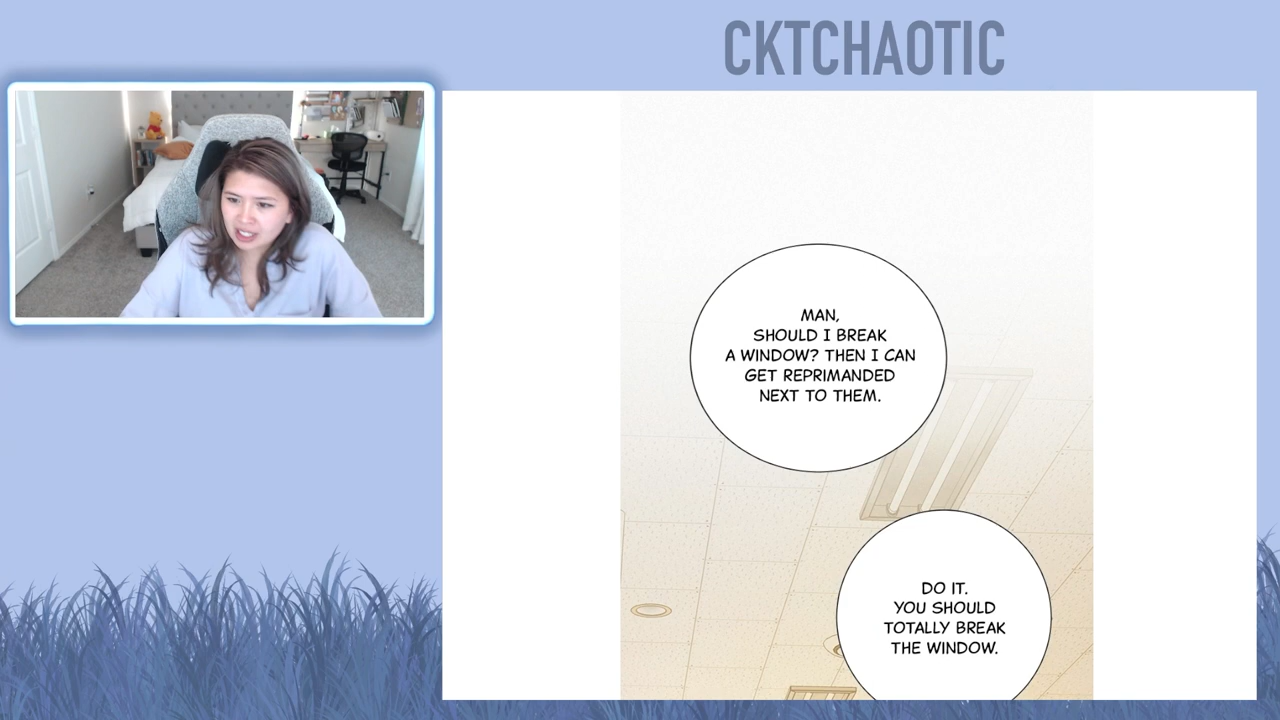 CKTCHAOTIC
MAN,
SHOULD I BREAK
A WINDOW? THEN I CAN
GET REPRIMANDED
NEXT TO THEM.
DO IT.
YOU SHOULD
TOTALLY BREAK
THE WINDOW.